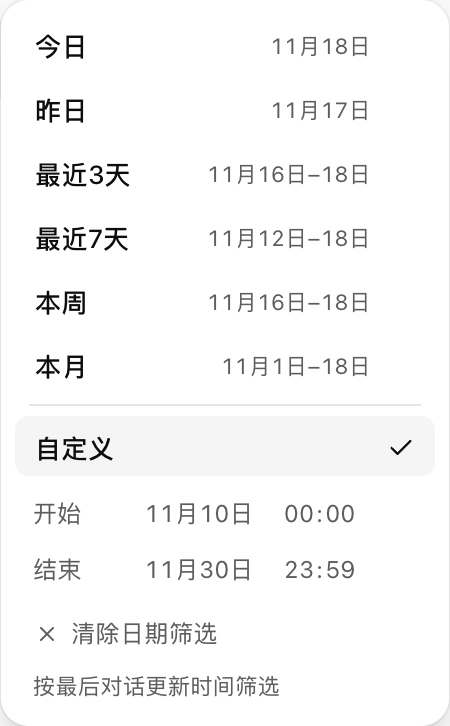 今日 11月18日
昨日 11月17日
最近3天 11月16日–18日
最近7天 11月12日–18日
本周 11月16日–18日
本月 11月1日–18日
自定义
开始 11月10日 00:00
结束 11月30日 23:59
清除日期筛选
按最后对话更新时间筛选